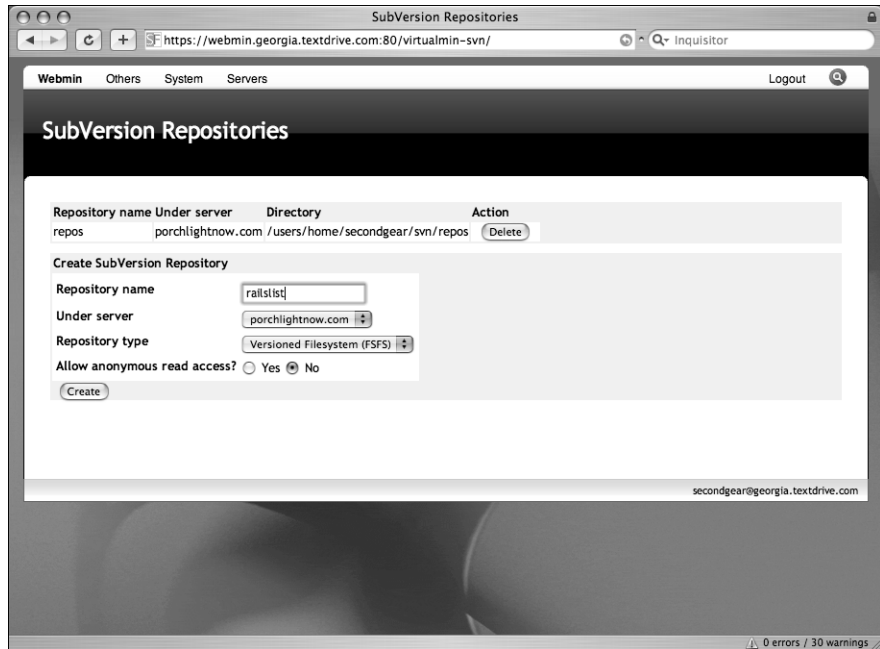 SubVersion Repositories
https://webmin.georgia.textdrive.com:80/virtualmin-svn/
Inquisitor
Webmin Others System Servers Logout
SubVersion Repositories
Repository name Under server Directory Action
repos porchlightnow.com /users/home/secondgear/svn/repos Delete
Create SubVersion Repository
Repository name railslist
Under server porchlightnow.com
Repository type Versioned Filesystem (FSFS)
Allow anonymous read access? Yes No
Create
secondgear@georgia.textdrive.com
0 errors / 30 warnings